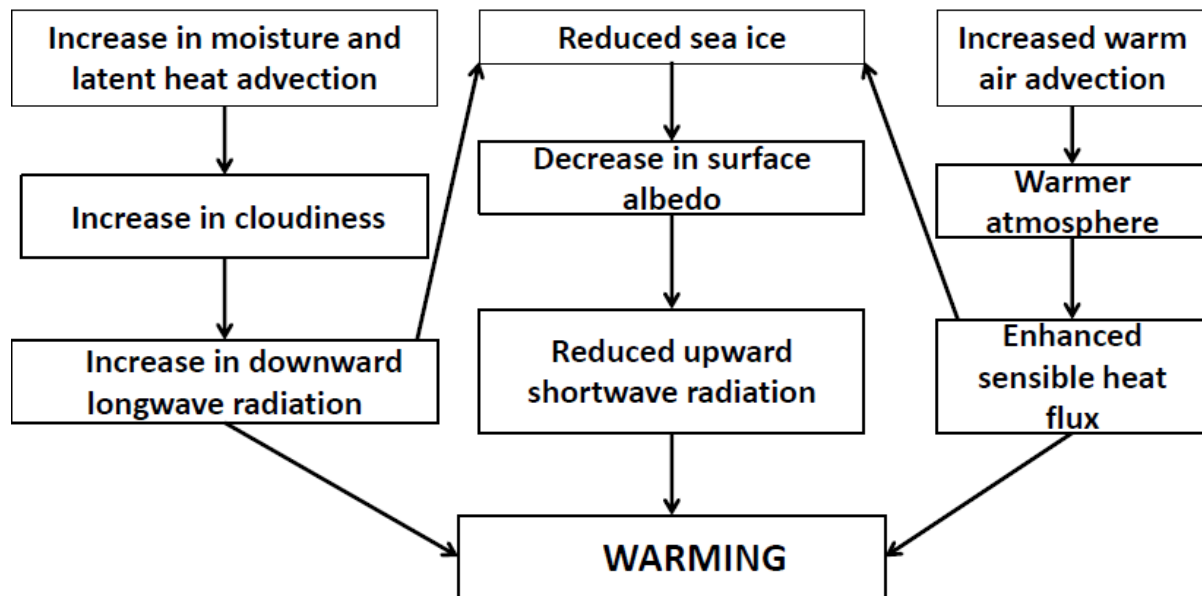 Increase in moisture and
latent heat advection
Reduced sea ice
Increased warm
air advection
Increase in cloudiness
Decrease in surface
albedo
Warmer
atmosphere
Increase in downward
longwave radiation
Reduced upward
shortwave radiation
Enhanced
sensible heat
flux
WARMING